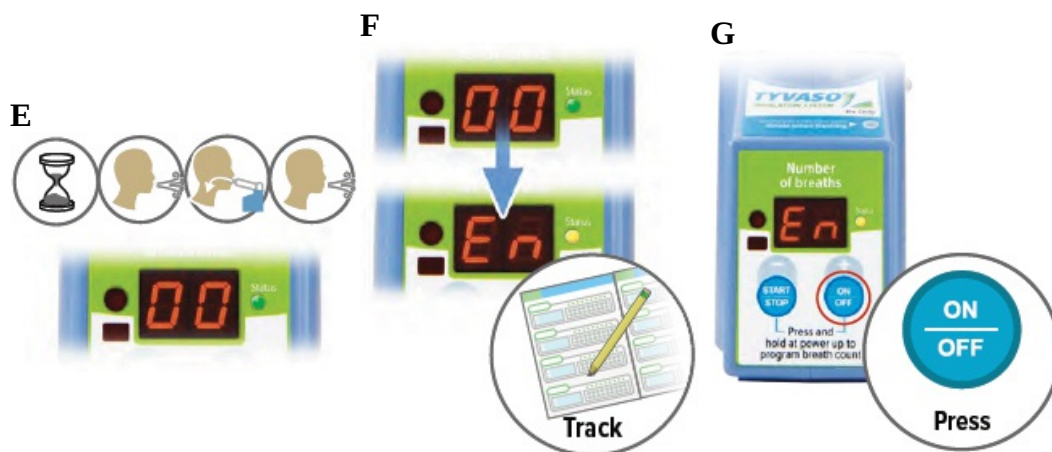 E
00
Status
F
00
Status
En
Status
Track
G
TYVASO
INHALATION SYSTEM
Number
of breaths
En
Status
START
STOP
ON
OFF
Press and
hold at power up to
program breath count
ON
OFF
Press